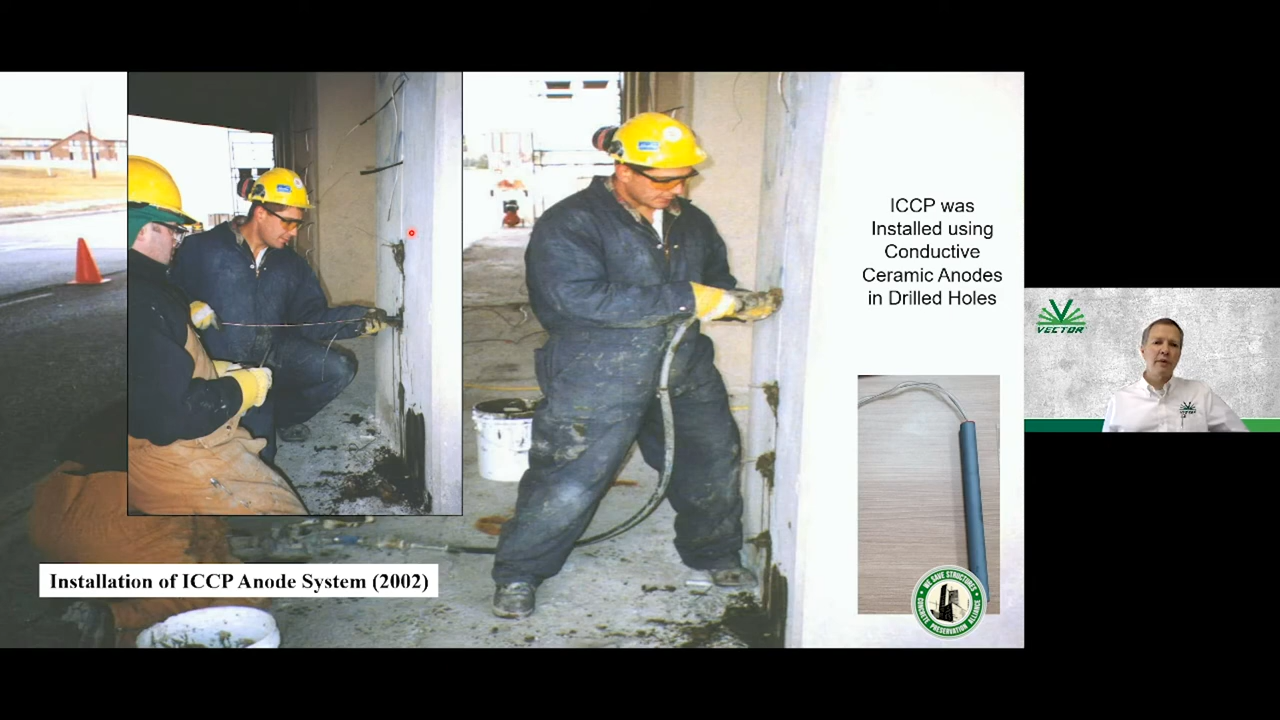 ICCP was
Installed using
Conductive
Ceramic Anodes
in Drilled Holes
VECTOR
Installation of ICCP Anode System (2002)
WE SAVE STRUCTURES
CONCRETE PRESERVATION ALLIANCE